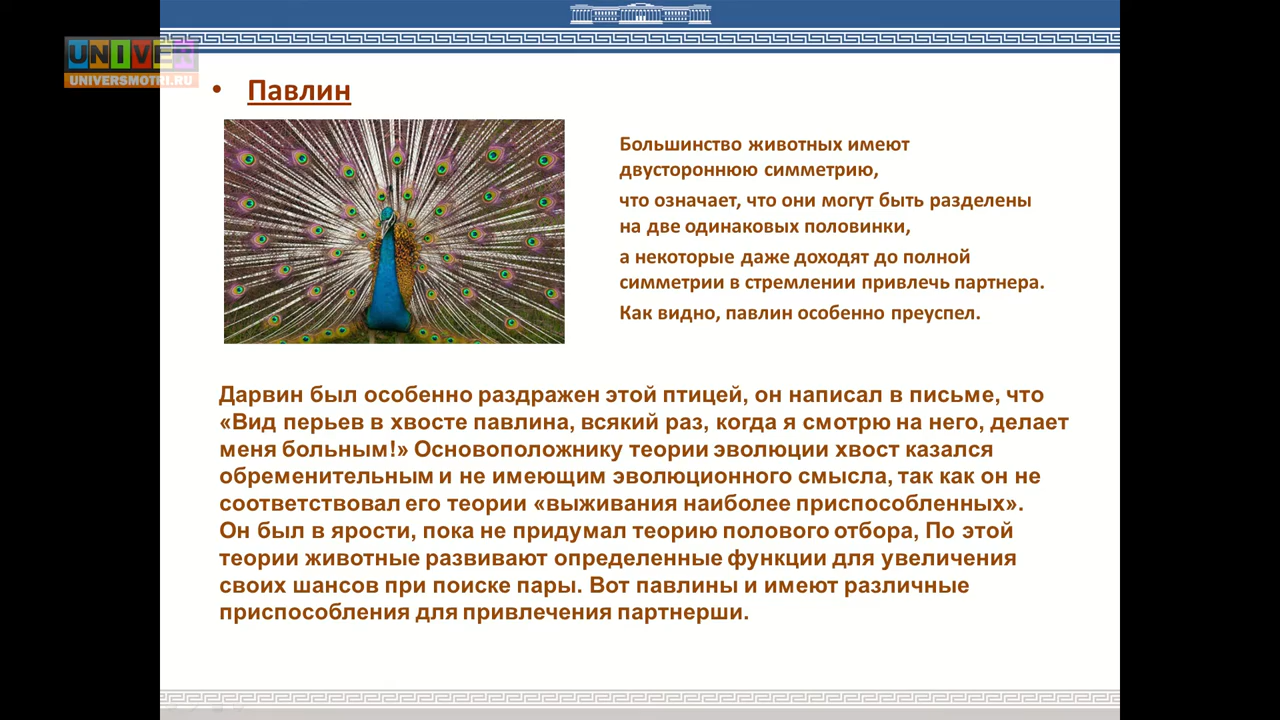 UNIVER
UNIVERSMOTRI.RU
• Павлин
Большинство животных имеют
двустороннюю симметрию,
что означает, что они могут быть разделены
на две одинаковых половинки,
а некоторые даже доходят до полной
симметрии в стремлении привлечь партнера.
Как видно, павлин особенно преуспел.
Дарвин был особенно раздражен этой птицей, он написал в письме, что
«Вид перьев в хвосте павлина, всякий раз, когда я смотрю на него, делает
меня больным!» Основоположнику теории эволюции хвост казался
обременительным и не имеющим эволюционного смысла, так как он не
соответствовал его теории «выживания наиболее приспособленных».
Он был в ярости, пока не придумал теорию полового отбора, По этой
теории животные развивают определенные функции для увеличения
своих шансов при поиске пары. Вот павлины и имеют различные
приспособления для привлечения партнерши.